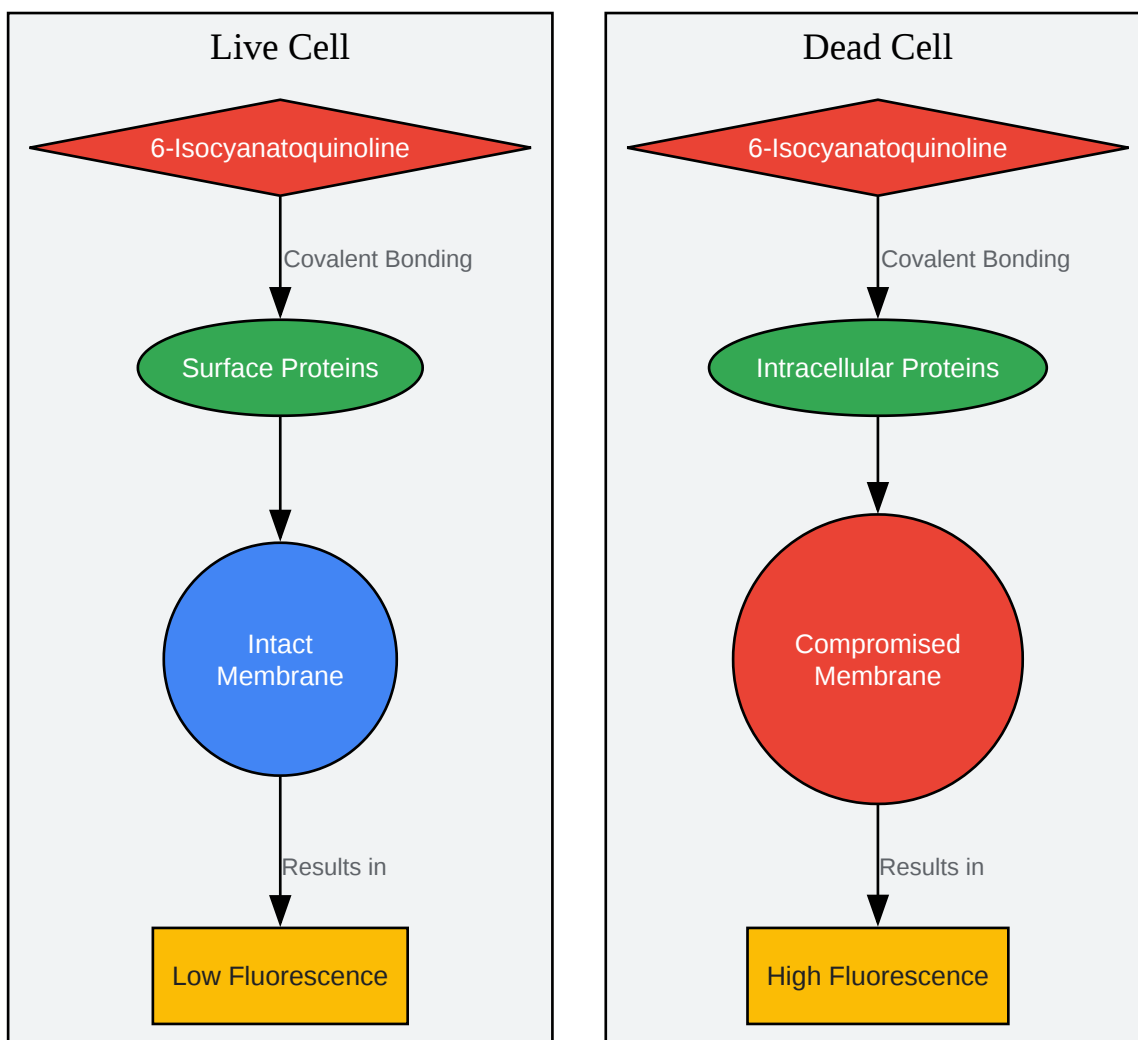 Live Cell
6-Isocyanatoquinoline
Covalent Bonding
Surface Proteins
Intact
Membrane
Results in
Low Fluorescence
Dead Cell
6-Isocyanatoquinoline
Covalent Bonding
Intracellular Proteins
Compromised
Membrane
Results in
High Fluorescence